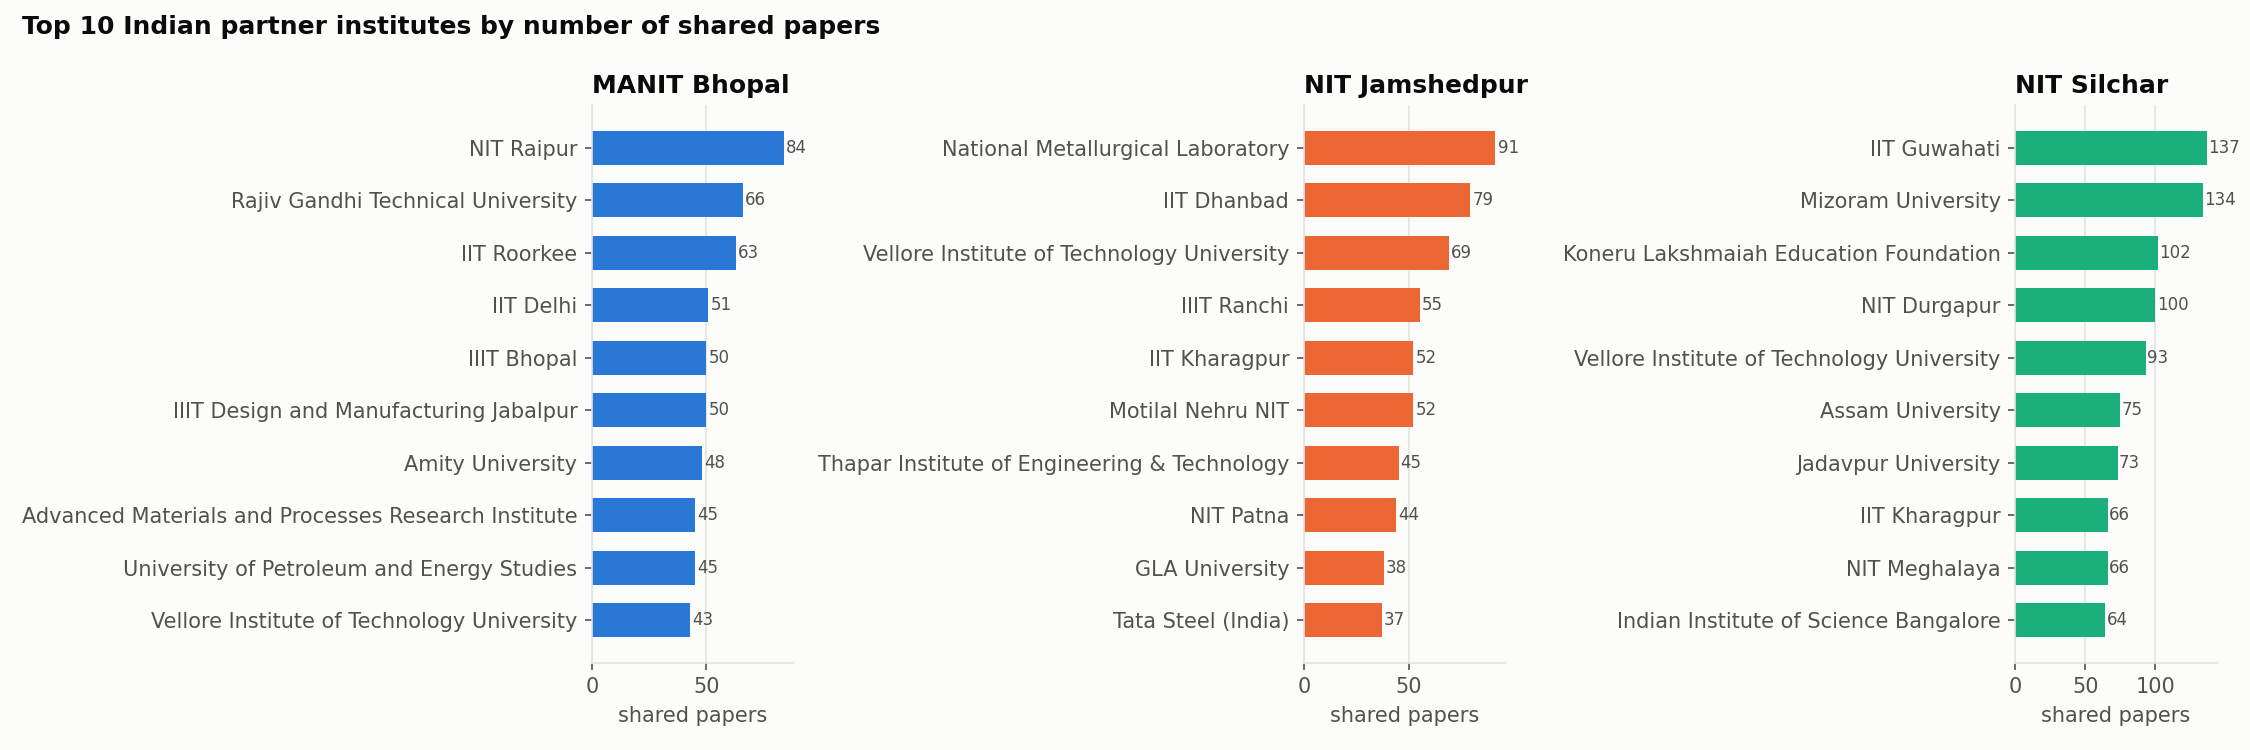 Top 10 Indian partner institutes by number of shared papers
MANIT Bhopal
NIT Raipur 84
Rajiv Gandhi Technical University 66
IIT Roorkee 63
IIT Delhi 51
IIIT Bhopal 50
IIIT Design and Manufacturing Jabalpur 50
Amity University 48
Advanced Materials and Processes Research Institute 45
University of Petroleum and Energy Studies 45
Vellore Institute of Technology University 43
0 50
shared papers
NIT Jamshedpur
National Metallurgical Laboratory 91
IIT Dhanbad 79
Vellore Institute of Technology University 69
IIIT Ranchi 55
IIT Kharagpur 52
Motilal Nehru NIT 52
Thapar Institute of Engineering & Technology 45
NIT Patna 44
GLA University 38
Tata Steel (India) 37
0 50
shared papers
NIT Silchar
IIT Guwahati 137
Mizoram University 134
Koneru Lakshmaiah Education Foundation 102
NIT Durgapur 100
Vellore Institute of Technology University 93
Assam University 75
Jadavpur University 73
IIT Kharagpur 66
NIT Meghalaya 66
Indian Institute of Science Bangalore 64
0 50 100
shared papers